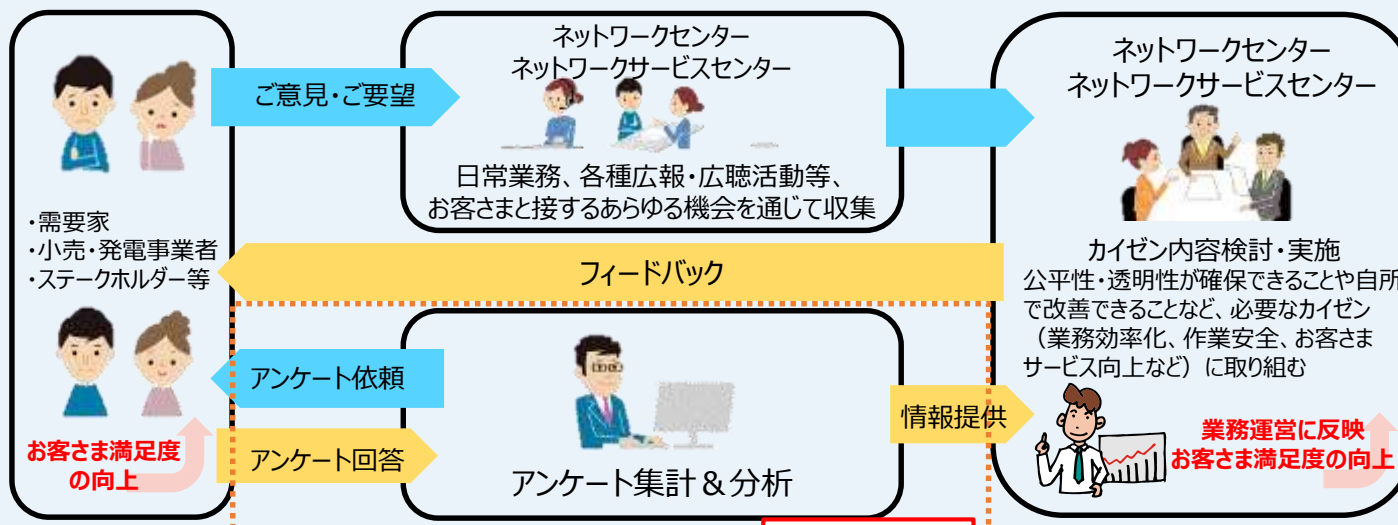 ご意見・ご要望
ネットワークセンター
ネットワークサービスセンター
日常業務、各種広報・広聴活動等、
お客さまと接するあらゆる機会を通じて収集
ネットワークセンター
ネットワークサービスセンター
・需要家
・小売・発電事業者
・ステークホルダー等
フィードバック
カイゼン内容検討・実施
公平性・透明性が確保できることや自所
で改善できることなど、必要なカイゼン
（業務効率化、作業安全、お客さま
サービス向上など）に取り組む
アンケート依頼
アンケート回答
アンケート集計＆分析
情報提供
お客さま満足度
の向上
業務運営に反映
お客さま満足度の向上